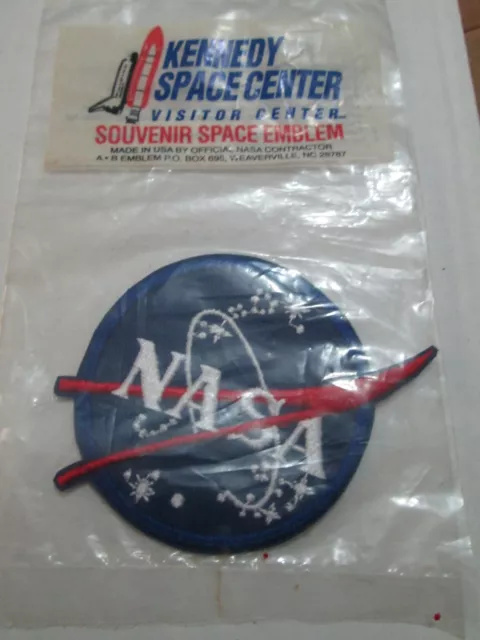 KENNEDY
SPACE CENTER
VISITOR CENTER
SOUVENIR SPACE EMBLEM
MADE IN USA BY OFFICIAL NASA CONTRACTOR
A•B EMBLEM P.O. BOX 695, WEAVERVILLE, NC 28787
NASA